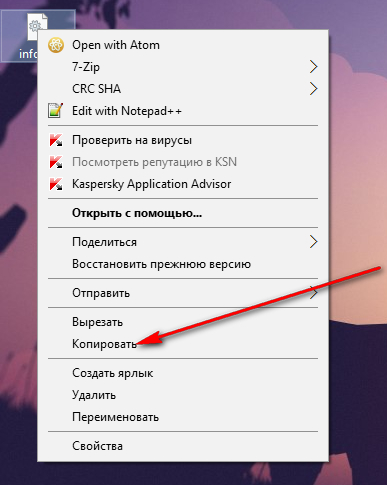 Open with Atom
7-Zip
CRC SHA
Edit with Notepad++
Проверить на вирусы
Посмотреть репутацию в KSN
Kaspersky Application Advisor
Открыть с помощью...
Поделиться
Восстановить прежнюю версию
Отправить
Вырезать
Копировать
Создать ярлык
Удалить
Переименовать
Свойства